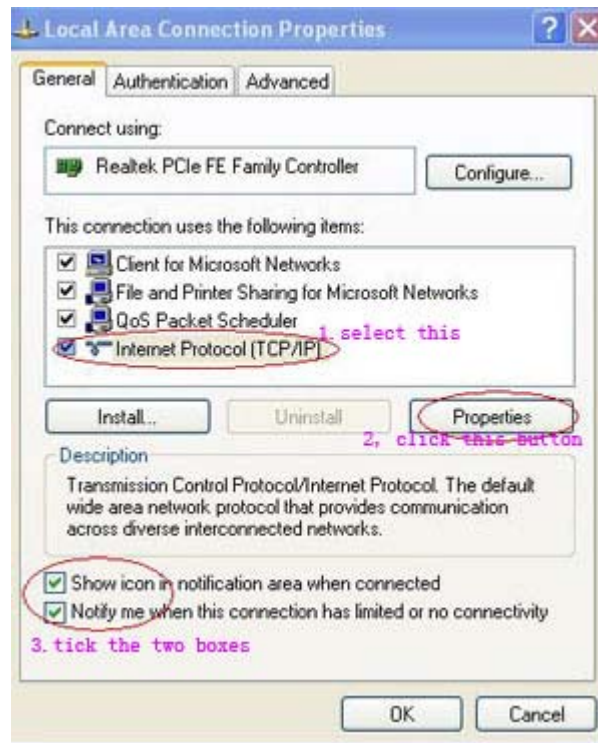 Local Area Connection Properties
General Authentication Advanced
Connect using:
Realtek PCIe FE Family Controller
Configure...
This connection uses the following items:
Client for Microsoft Networks
File and Printer Sharing for Microsoft Networks
QoS Packet Scheduler
1.select this
Internet Protocol (TCP/IP)
Install... Uninstall Properties
2, click this button
Description
Transmission Control Protocol/Internet Protocol. The default
wide area network protocol that provides communication
across diverse interconnected networks.
Show icon in notification area when connected
Notify me when this connection has limited or no connectivity
3.tick the two boxes
OK Cancel